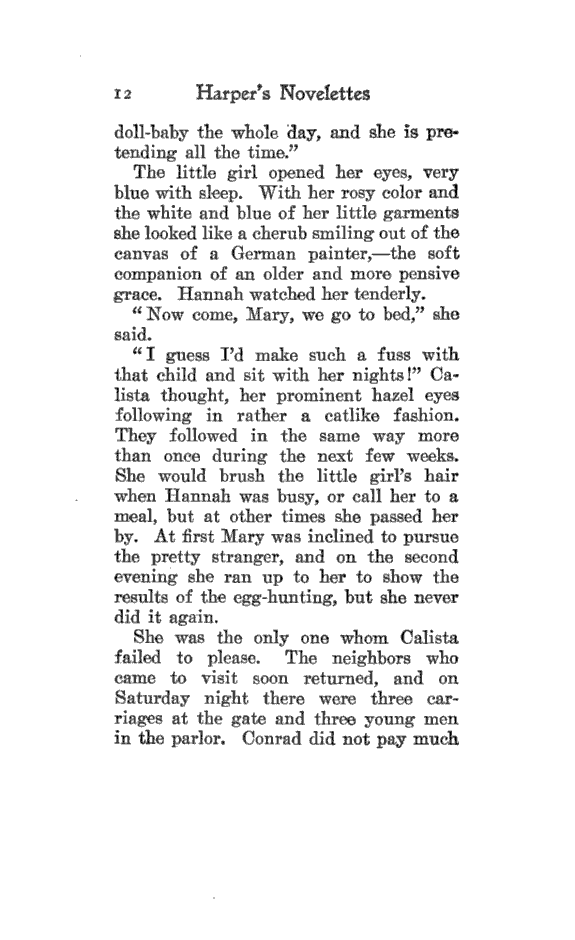 12 Harper's Novelettes
doll-baby the whole day, and she is pre-
tending all the time."
The little girl opened her eyes, very
blue with sleep. With her rosy color and
the white and blue of her little garments
she looked like a cherub smiling out of the
canvas of a German painter,—the soft
companion of an older and more pensive
grace. Hannah watched her tenderly.
"Now come, Mary, we go to bed," she
said.
"I guess I'd make such a fuss with
that child and sit with her nights!" Ca-
lista thought, her prominent hazel eyes
following in rather a catlike fashion.
They followed in the same way more
than once during the next few weeks.
She would brush the little girl's hair
when Hannah was busy, or call her to a
meal, but at other times she passed her
by. At first Mary was inclined to pursue
the pretty stranger, and on the second
evening she ran up to her to show the
results of the egg-hunting, but she never
did it again.
She was the only one whom Calista
failed to please. The neighbors who
came to visit soon returned, and on
Saturday night there were three car-
riages at the gate and three young men
in the parlor. Conrad did not pay much